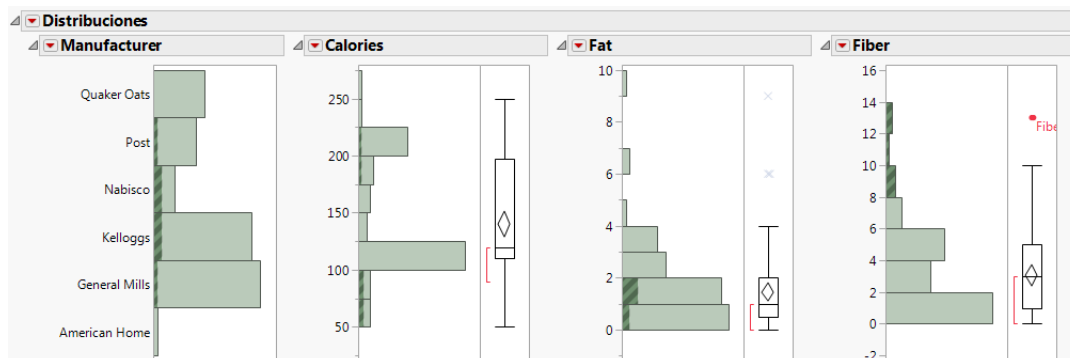 Distribuciones
Manufacturer
Quaker Oats
Post
Nabisco
Kelloggs
General Mills
American Home
Calories
250
200
150
100
50
Fat
10
8
6
4
2
0
Fiber
16
14
12
10
8
6
4
2
0
-2
Fibe